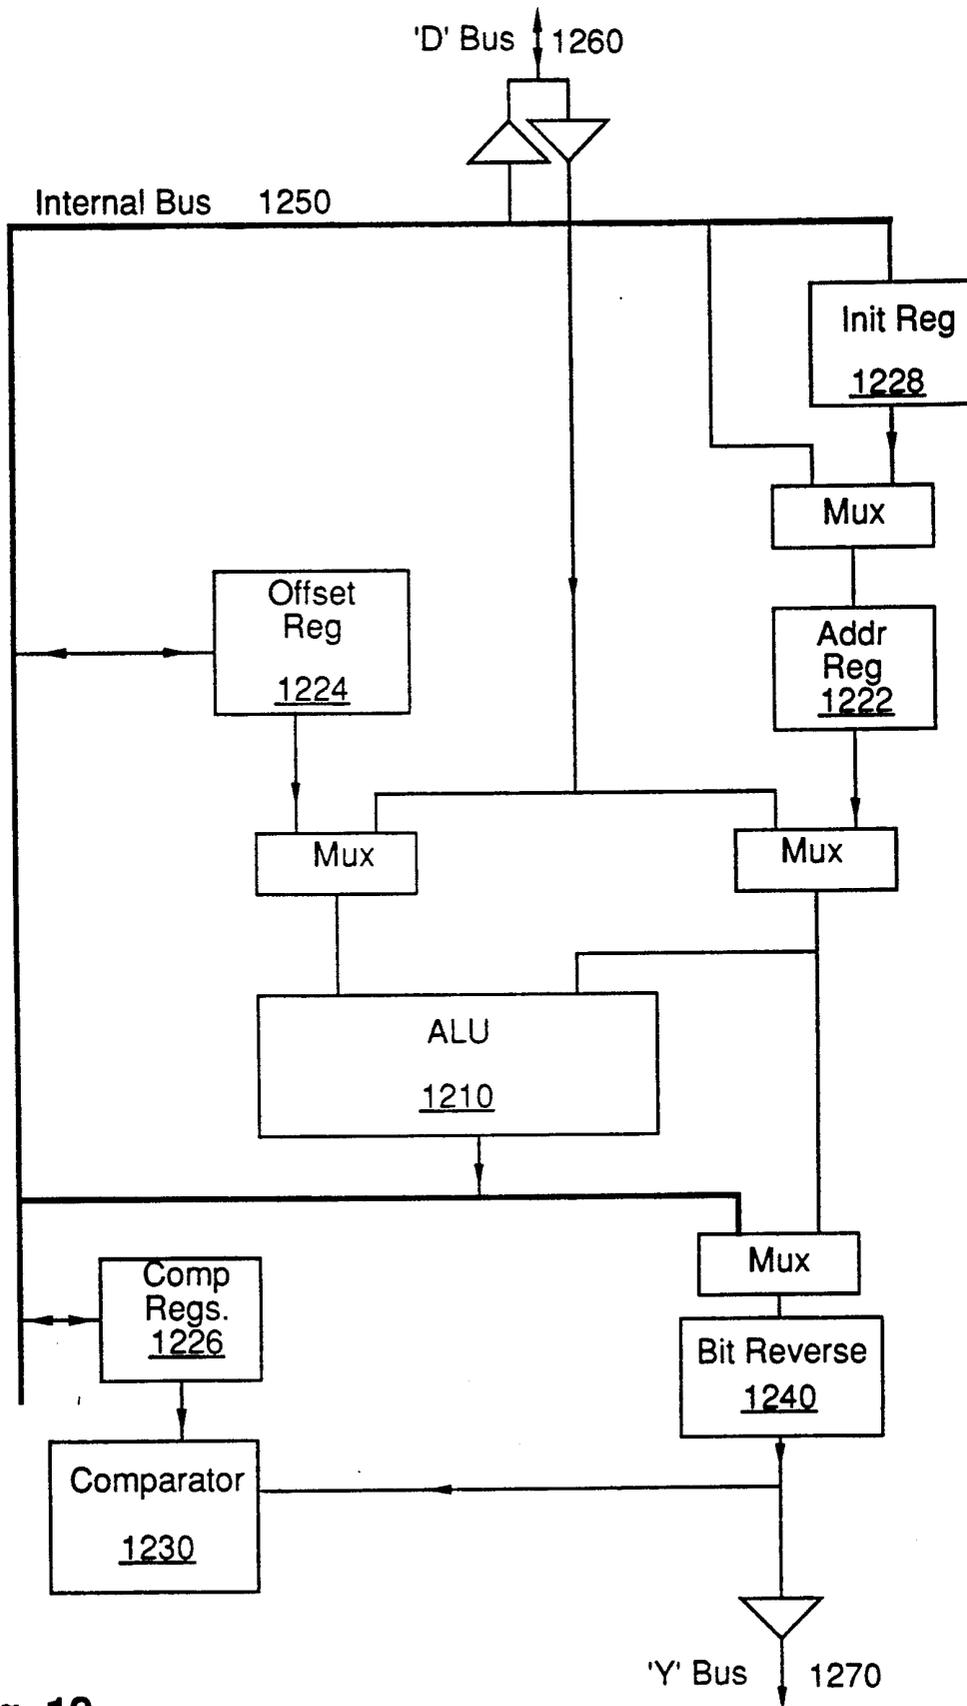 'D' Bus 1260
Internal Bus 1250
Init Reg
1228
Mux
Offset
Reg
1224
Addr
Reg
1222
Mux
Mux
ALU
1210
Mux
Comp
Regs.
1226
Bit Reverse
1240
Comparator
1230
'Y' Bus 1270